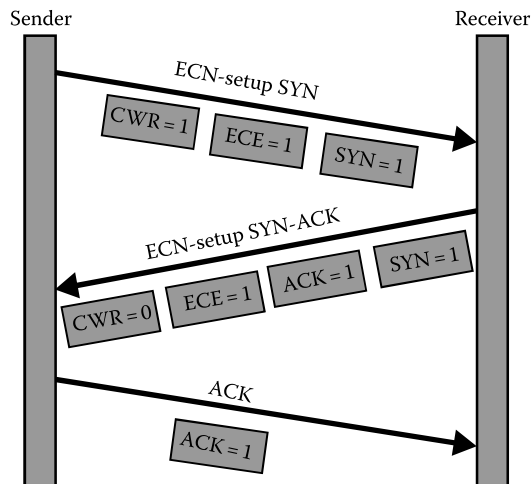 Sender
Receiver
ECN-setup SYN
CWR = 1
ECE = 1
SYN = 1
ECN-setup SYN-ACK
CWR = 0
ECE = 1
ACK = 1
SYN = 1
ACK
ACK = 1